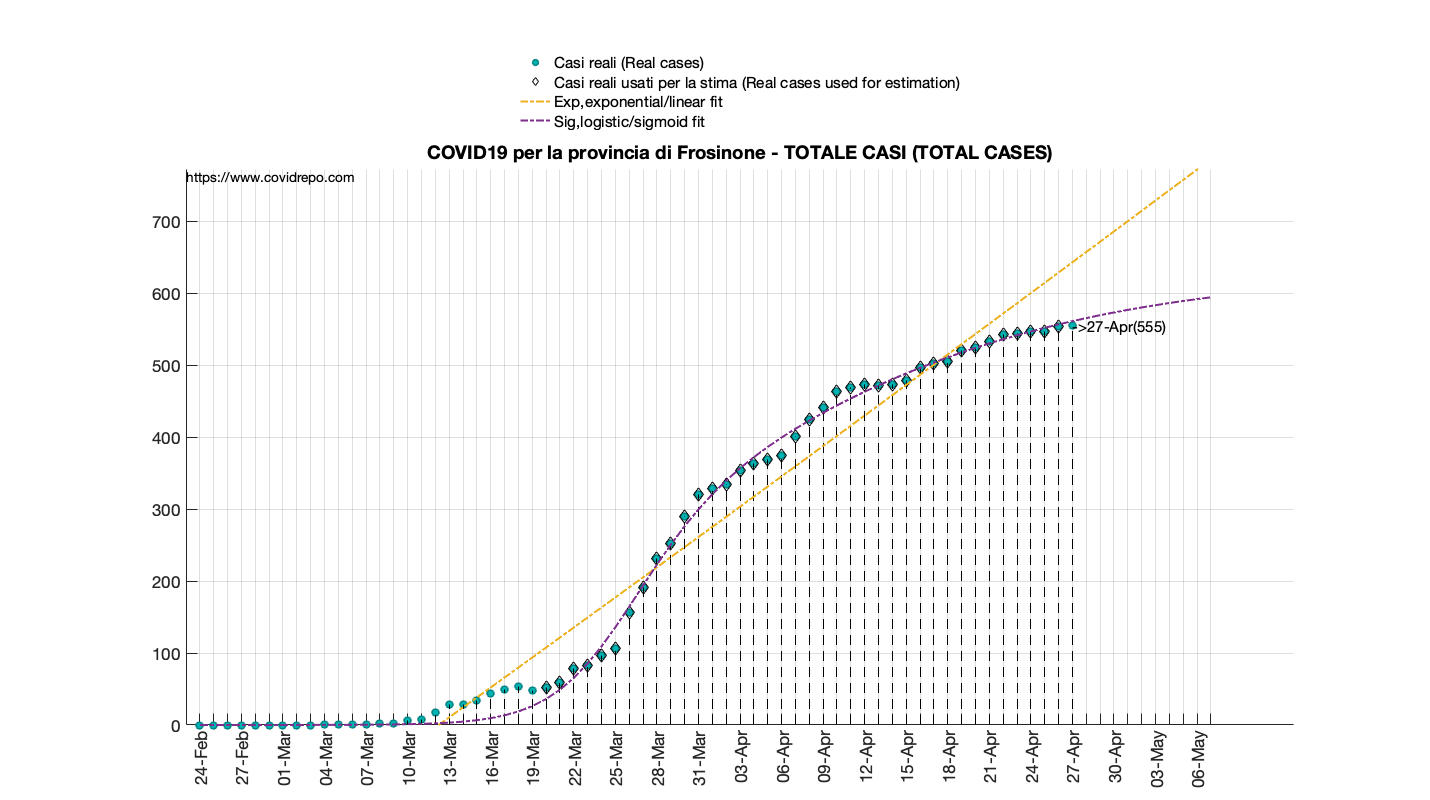 Casi reali (Real cases)
Casi reali usati per la stima (Real cases used for estimation)
Exp,exponential/linear fit
Sig,logistic/sigmoid fit
COVID19 per la provincia di Frosinone - TOTALE CASI (TOTAL CASES)
https://www.covidrepo.com
700
600
500
400
300
200
100
0
->27-Apr(555)
24-Feb
27-Feb
01-Mar
04-Mar
07-Mar
10-Mar
13-Mar
16-Mar
19-Mar
22-Mar
25-Mar
28-Mar
31-Mar
03-Apr
06-Apr
09-Apr
12-Apr
15-Apr
18-Apr
21-Apr
24-Apr
27-Apr
30-Apr
03-May
06-May